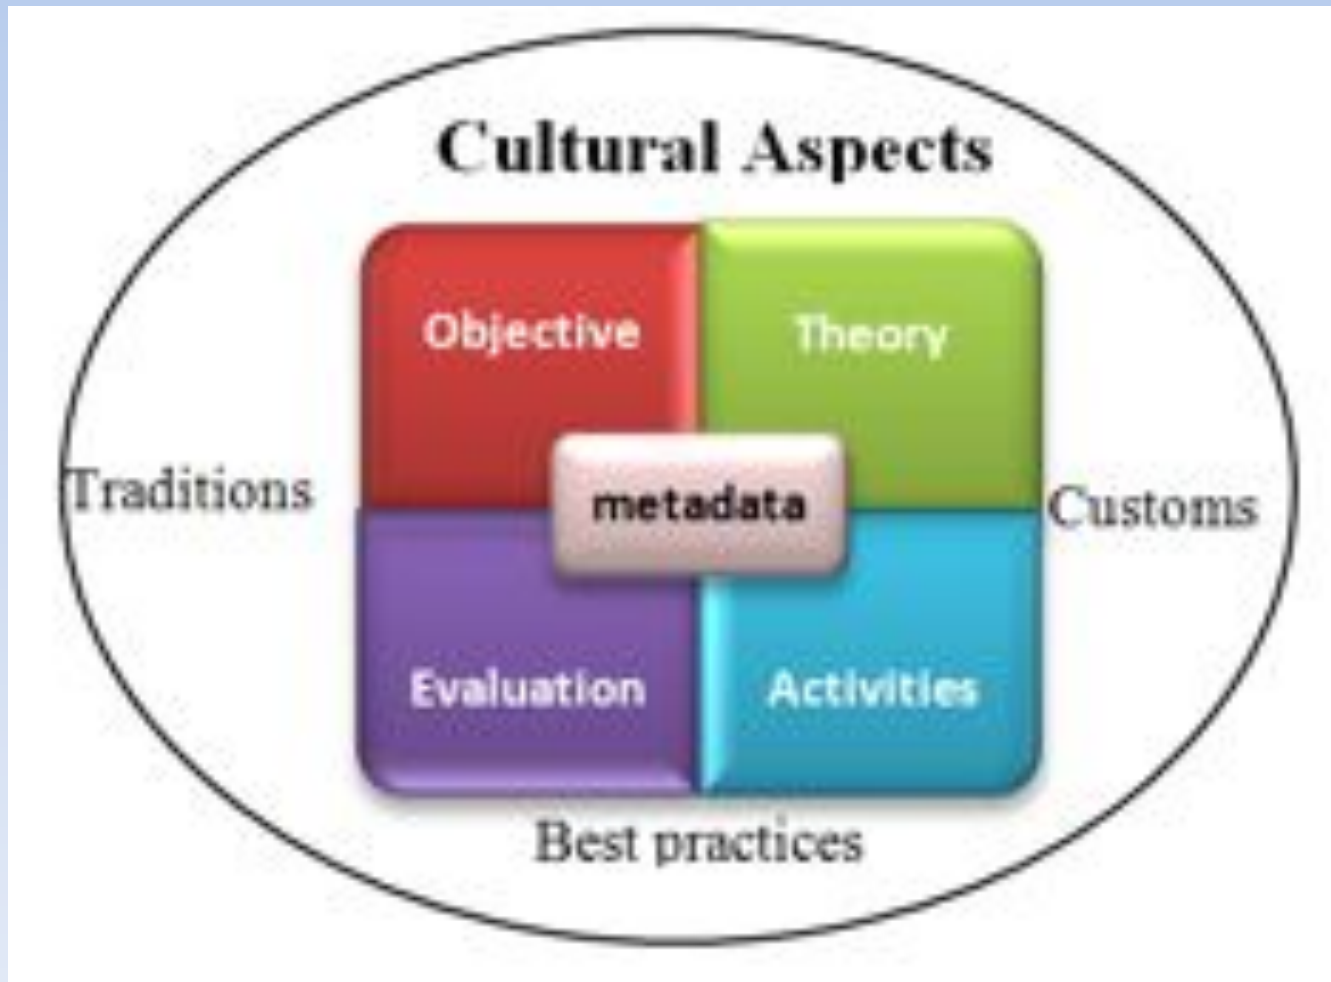 Cultural Aspects
Objective
Theory
Traditions
metadata
Customs
Evaluation
Activities
Best practices